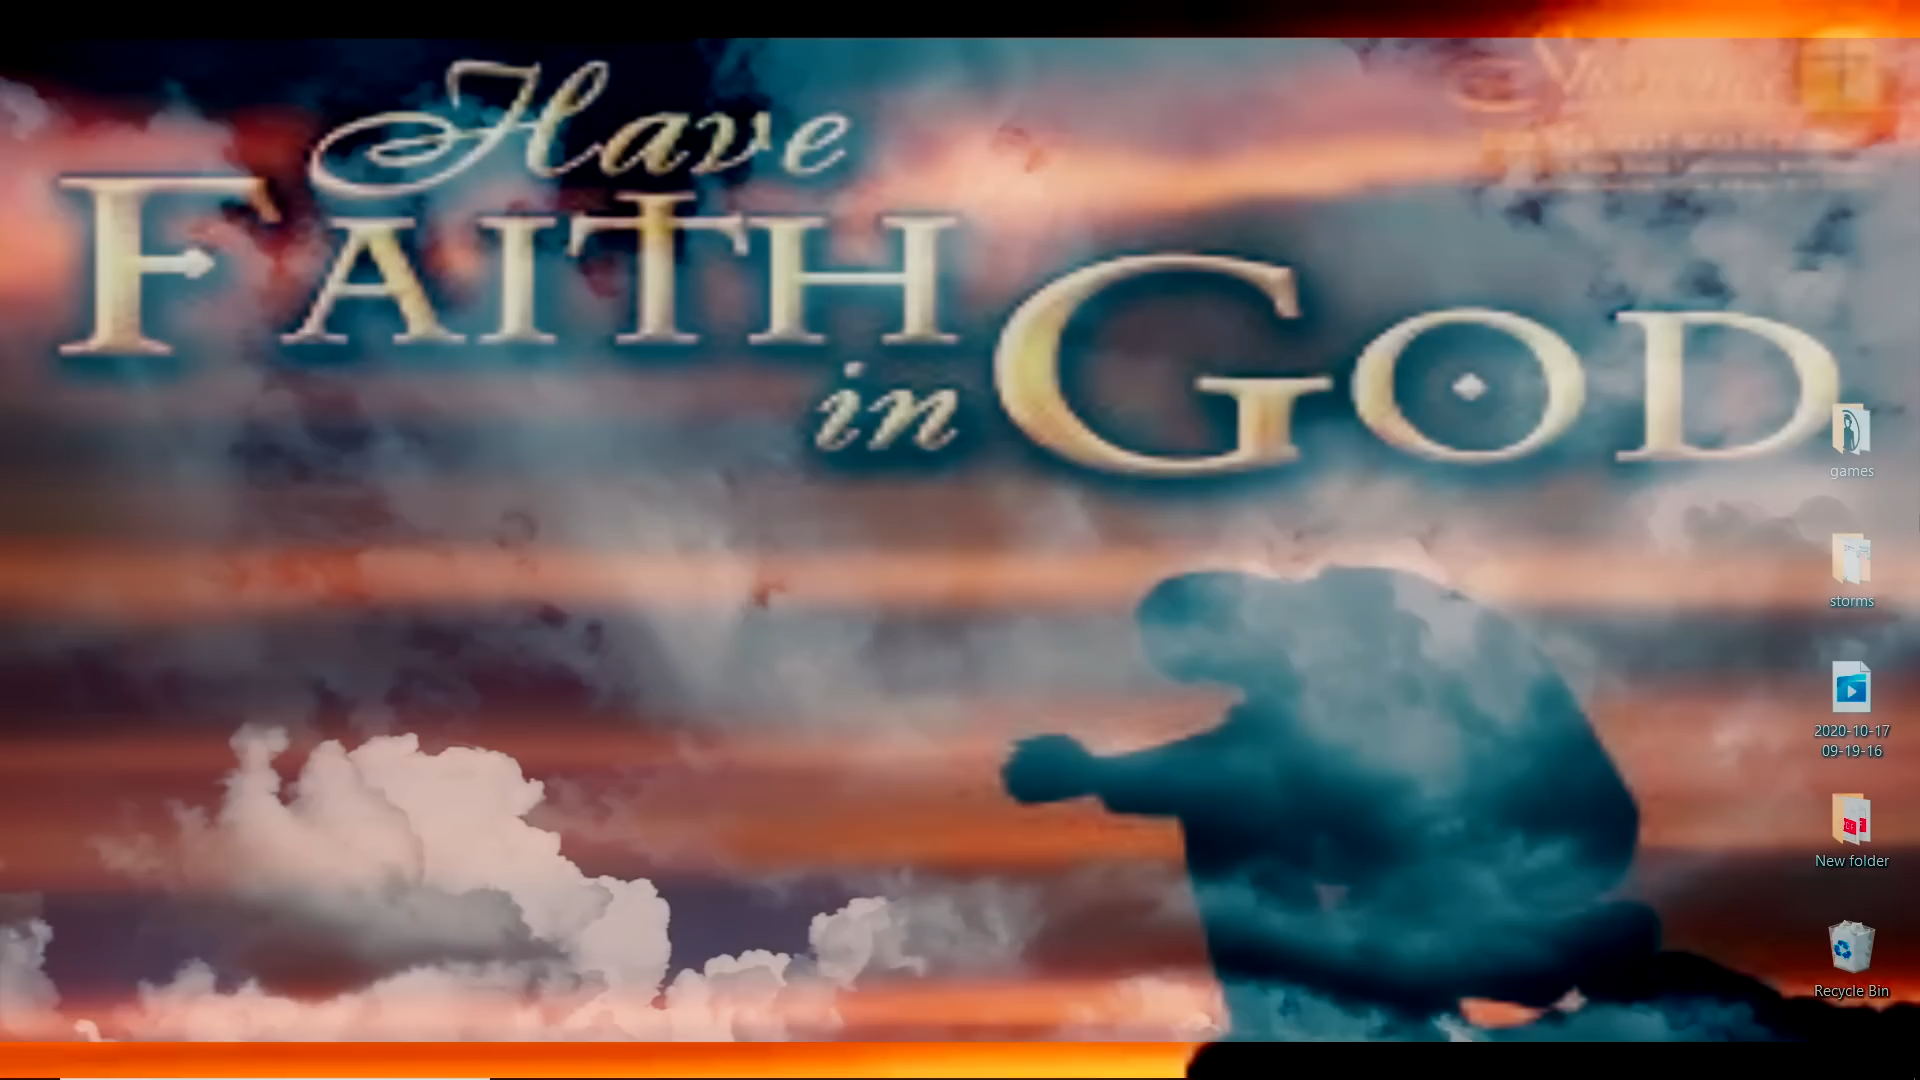 Have
FAITH
in GOD
games
storms
2020-10-17
09-19-16
New folder
Recycle Bin